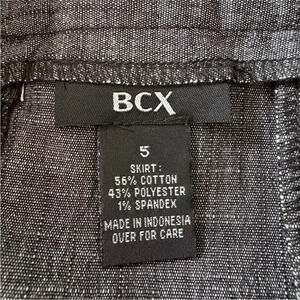 BCX
5
SKIRT:
56% COTTON
43% POLYESTER
1% SPANDEX
MADE IN INDONESIA
OVER FOR CARE